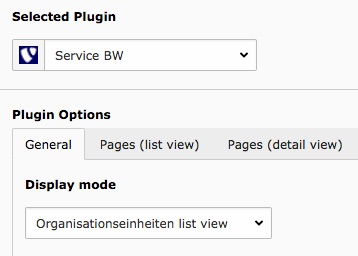 Selected Plugin
Service BW
Plugin Options
General Pages (list view) Pages (detail view)
Display mode
Organisationseinheiten list view